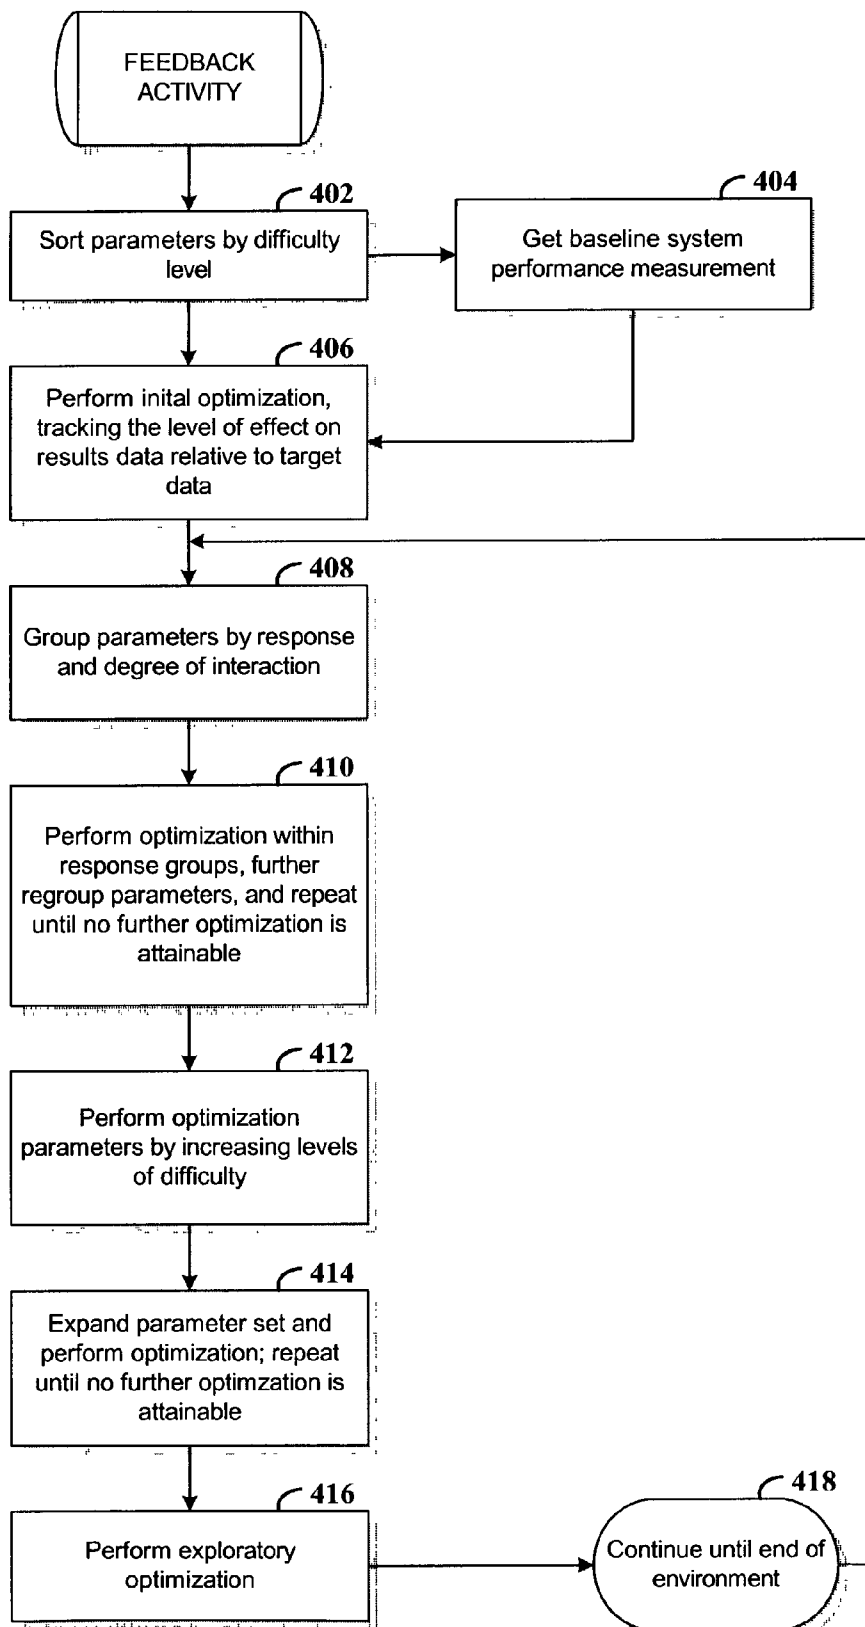 FEEDBACK
ACTIVITY
402
Sort parameters by difficulty
level
404
Get baseline system
performance measurement
406
Perform inital optimization,
tracking the level of effect on
results data relative to target
data
408
Group parameters by response
and degree of interaction
410
Perform optimization within
response groups, further
regroup parameters, and repeat
until no further optimization is
attainable
412
Perform optimization
parameters by increasing levels
of difficulty
414
Expand parameter set and
perform optimization; repeat
until no further optimzation is
attainable
416
Perform exploratory
optimization
418
Continue until end of
environment